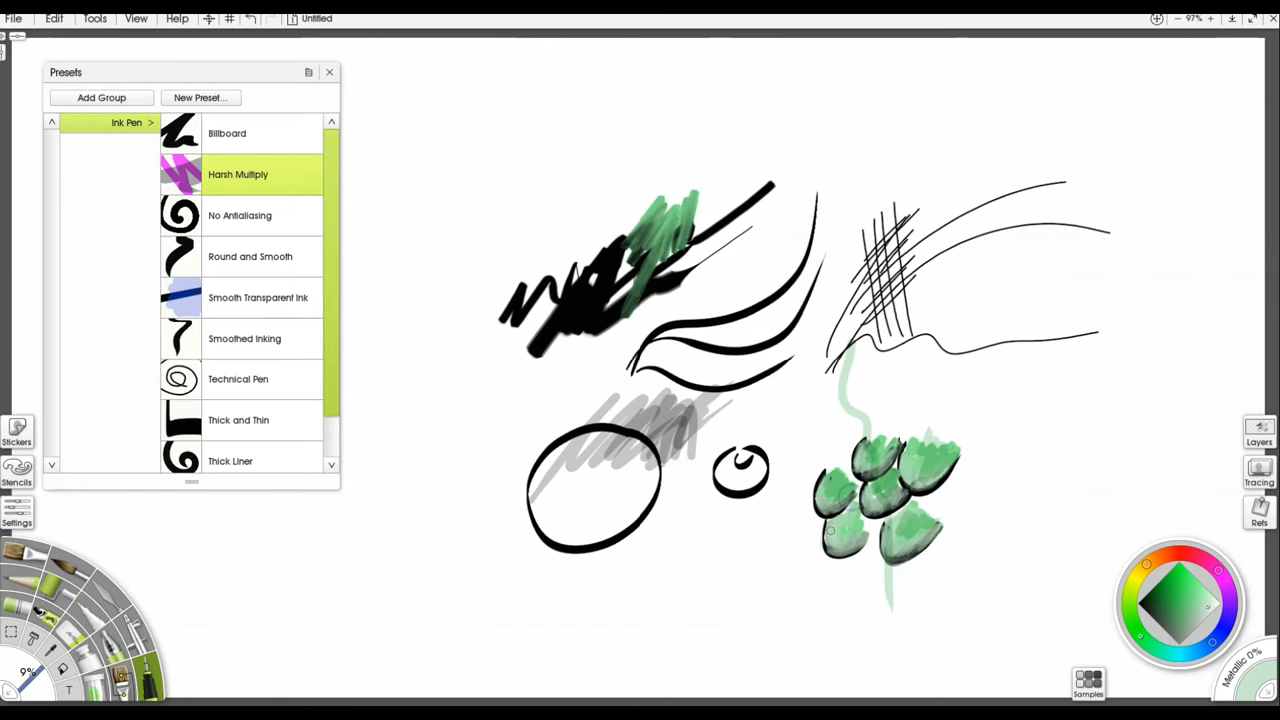 File Edit Tools View Help Untitled 97%
Presets
Add Group New Preset...
Ink Pen >
Billboard
Harsh Multiply
No Antialiasing
Round and Smooth
Smooth Transparent Ink
Smoothed Inking
Technical Pen
Thick and Thin
Thick Liner
Stickers
Stencils
Settings
Layers
Tracing
Refs
9%
T
Samples
Metallic 0%